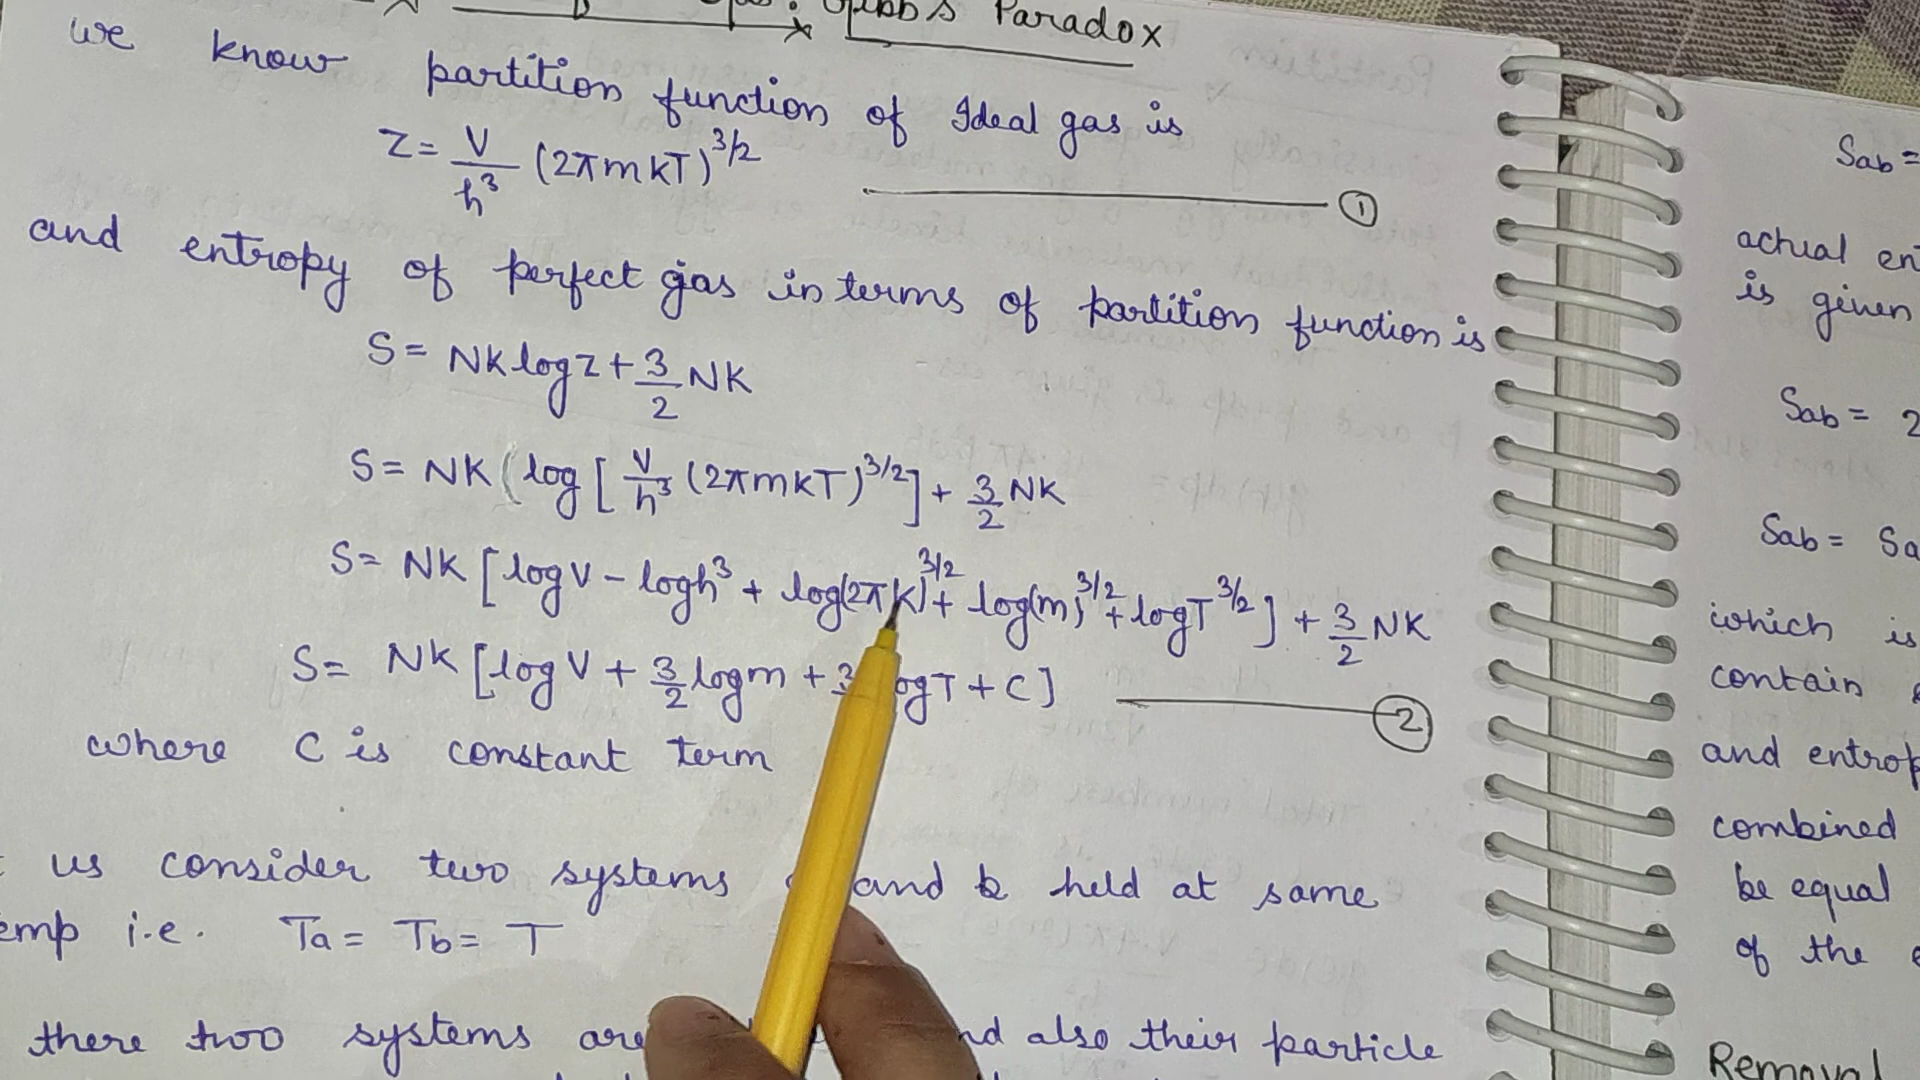 Gibb's Paradox
we know partition function of Ideal gas is
Z = V/h³ (2πmkT)^3/2 ——— ①
and entropy of perfect gas in terms of partition function is
S = NK log Z + 3/2 NK
S = NK (log [ V/h³ (2πmkT)^3/2 ] + 3/2 NK
S = NK [ log V - log h³ + log(2πk)^3/2 + log(m)^3/2 + log T^3/2 ] + 3/2 NK
S = NK [ log V + 3/2 log m + 3 ogT + C ] ——— ②
where C is constant term
us consider two systems and b held at same
emp i.e. Ta = Tb = T
there two systems are nd also their particle
Sab =
actual en
is given
Sab = 2
Sab = Sa
which is
contain
and entrop
combined
be equal
of the
Removal